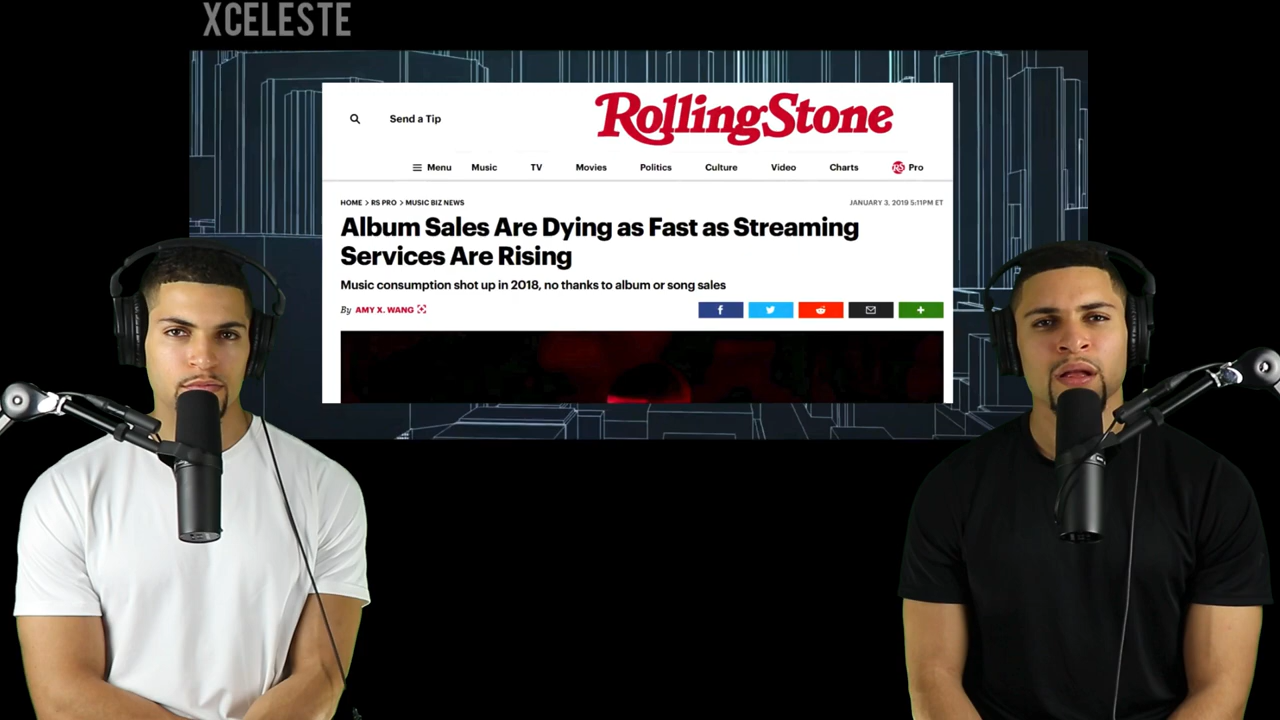 XCELESTE
Send a Tip
RollingStone
Menu Music TV Movies Politics Culture Video Charts RS Pro
HOME > RS PRO > MUSIC BIZ NEWS
JANUARY 3, 2019 5:11PM ET
Album Sales Are Dying as Fast as Streaming
Services Are Rising
Music consumption shot up in 2018, no thanks to album or song sales
By AMY X. WANG